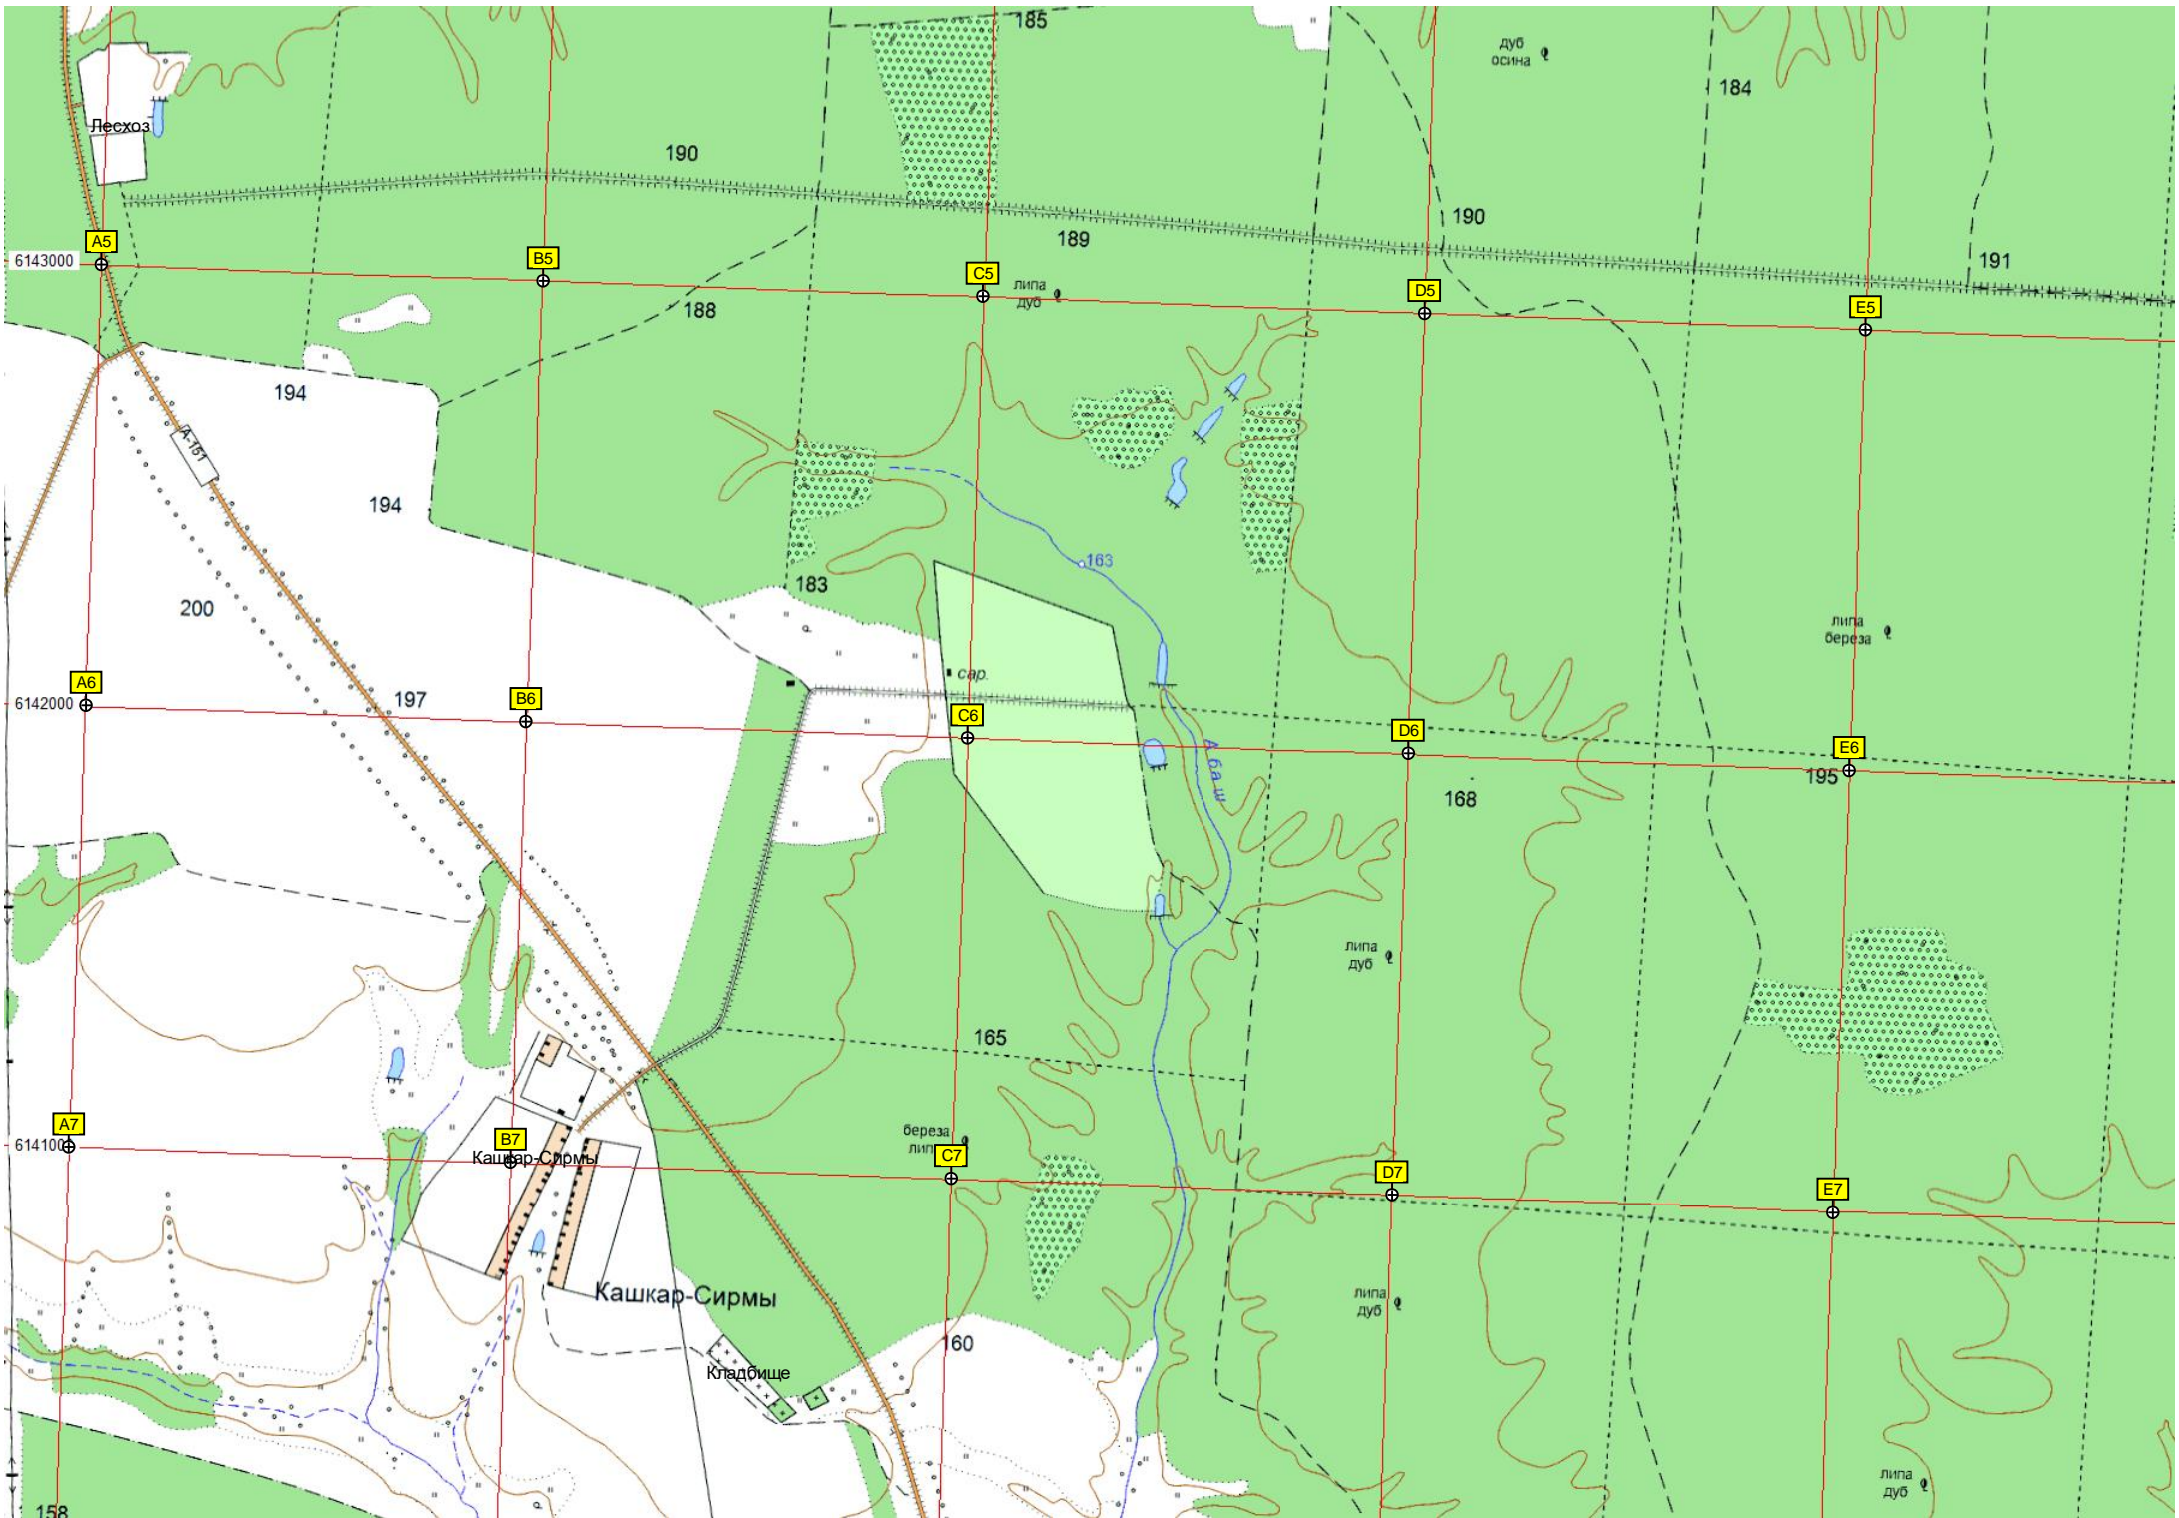 185
дуб
осина
184
Лесхоз
190
190
189
191
A5
6143000
B5
C5
липа
дуб
D5
E5
188
194
А-151
194
163
183
200
липа
береза
сар.
A6
6142000
197
B6
C6
D6
E6
Абаш
195
168
липа
дуб
165
A7
614100
B7
Кашкар-Сирмы
береза
C7
D7
E7
Кашкар-Сирмы
липа
дуб
160
Кладбище
липа
дуб
158